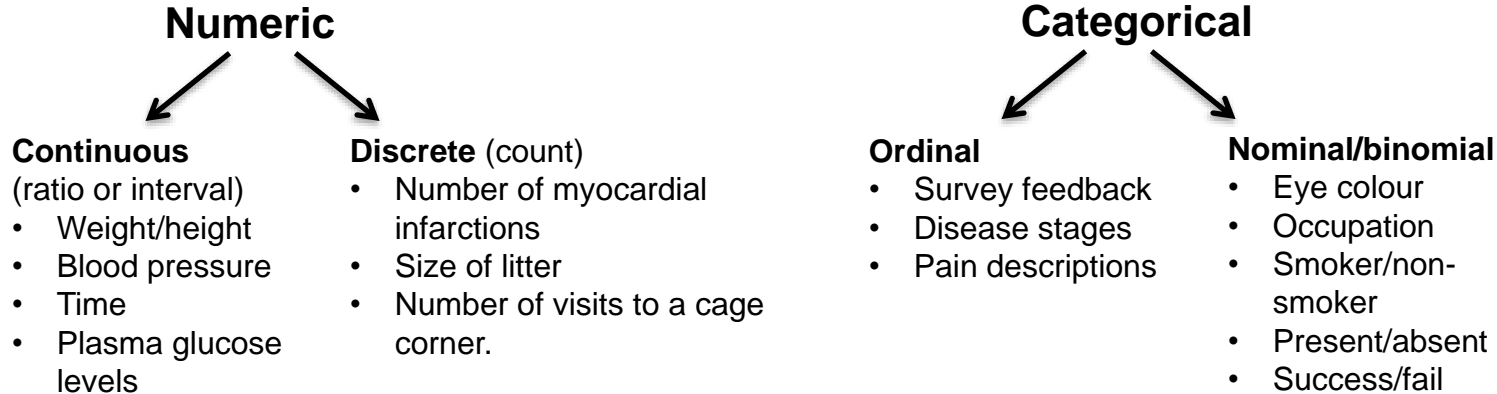 Numeric
Continuous
(ratio or interval)
• Weight/height
• Blood pressure
• Time
• Plasma glucose
levels
Discrete (count)
• Number of myocardial
infarctions
• Size of litter
• Number of visits to a cage
corner.
Categorical
Ordinal
• Survey feedback
• Disease stages
• Pain descriptions
Nominal/binomial
• Eye colour
• Occupation
• Smoker/non-
smoker
• Present/absent
• Success/fail